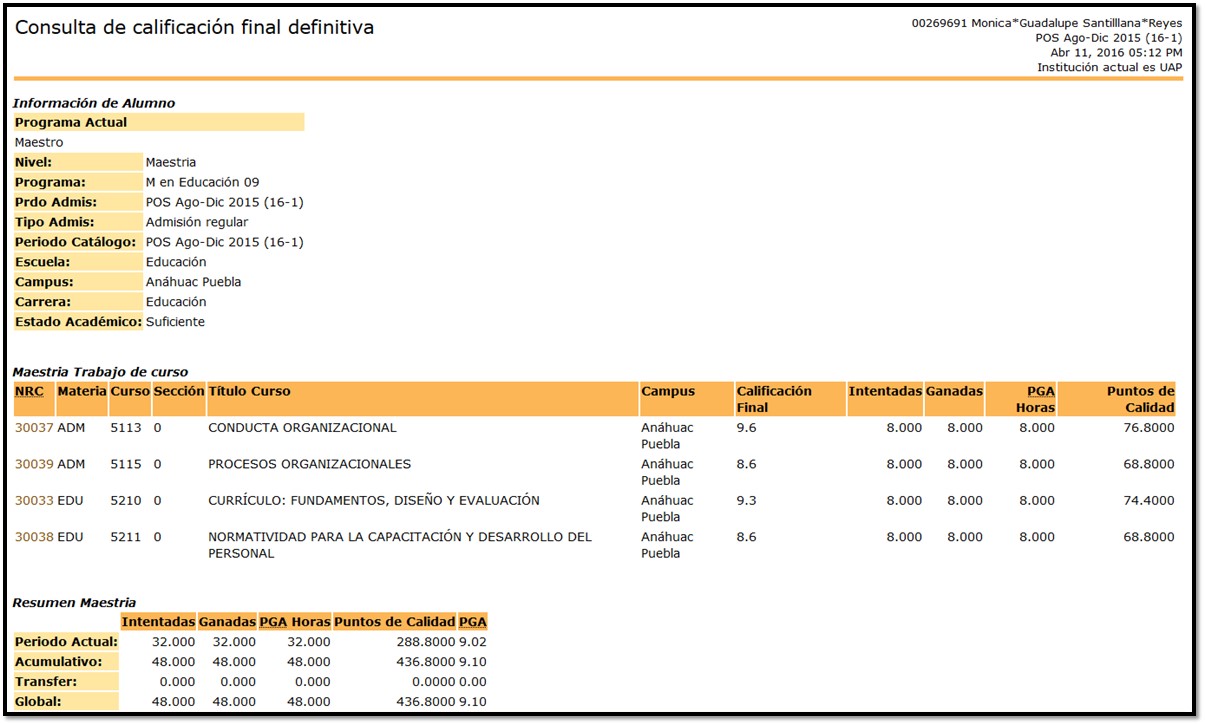 Consulta de califícación final definitiva
00269691 Monica*Guadalupe Santilllana*Reyes
POS Ago-Dic 2015 (16-1)
Abr 11, 2016 05:12 PM
Institución actual es UAP
Información de Alumno
Programa Actual
Maestro
Nivel: Maestria
Programa: M en Educación 09
Prdo Admis: POS Ago-Dic 2015 (16-1)
Tipo Admis: Admisión regular
Periodo Catálogo: POS Ago-Dic 2015 (16-1)
Escuela: Educación
Campus: Anáhuac Puebla
Carrera: Educación
Estado Académico: Suficiente
Maestria Trabajo de curso
NRC Materia Curso Sección Título Curso Campus Calificación Intentadas Ganadas PGA Puntos de
Final Horas Calidad
30037 ADM 5113 0 CONDUCTA ORGANIZACIONAL Anáhuac 9.6 8.000 8.000 8.000 76.8000
Puebla
30039 ADM 5115 0 PROCESOS ORGANIZACIONALES Anáhuac 8.6 8.000 8.000 8.000 68.8000
Puebla
30033 EDU 5210 0 CURRÍCULO: FUNDAMENTOS, DISEÑO Y EVALUACIÓN Anáhuac 9.3 8.000 8.000 8.000 74.4000
Puebla
30038 EDU 5211 0 NORMATIVIDAD PARA LA CAPACITACIÓN Y DESARROLLO DEL Anáhuac 8.6 8.000 8.000 8.000 68.8000
PERSONAL Puebla
Resumen Maestria
Intentadas Ganadas PGA Horas Puntos de Calidad PGA
Periodo Actual: 32.000 32.000 32.000 288.8000 9.02
Acumulativo: 48.000 48.000 48.000 436.8000 9.10
Transfer: 0.000 0.000 0.000 0.0000 0.00
Global: 48.000 48.000 48.000 436.8000 9.10